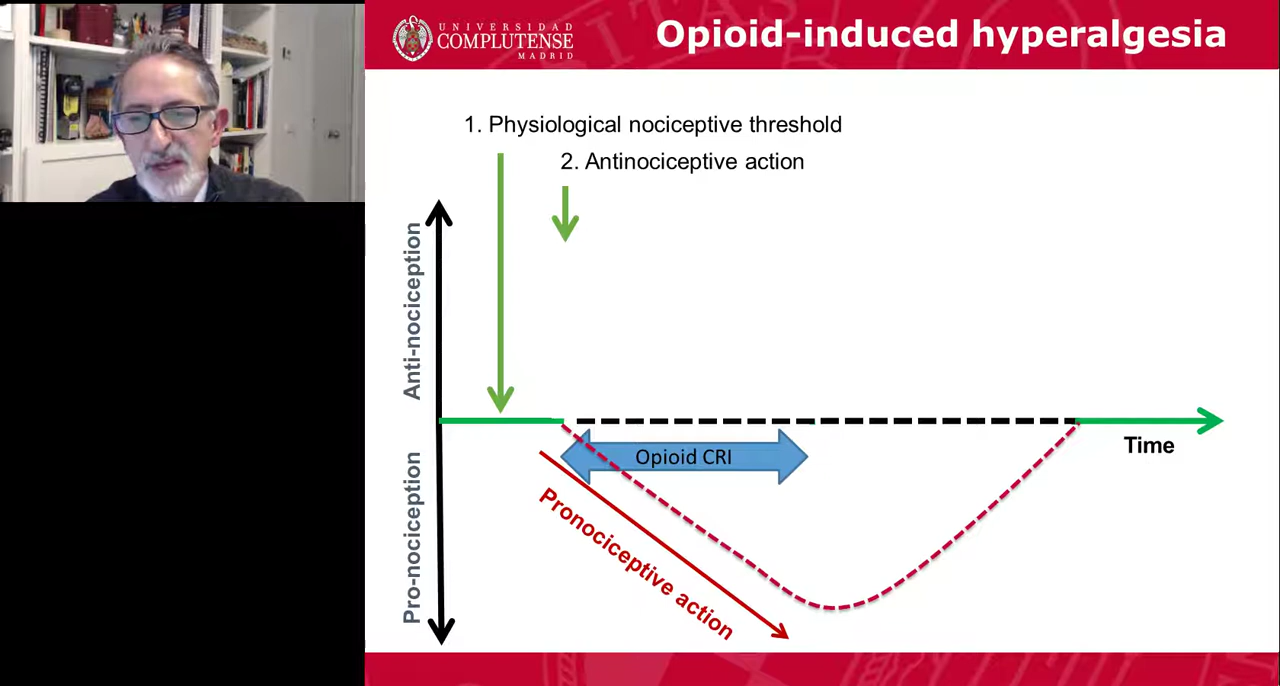 UNIVERSIDAD
COMPLUTENSE
MADRID
Opioid-induced hyperalgesia
1. Physiological nociceptive threshold
2. Antinociceptive action
Anti-nociception
Pro-nociception
Opioid CRI
Time
Pronociceptive action